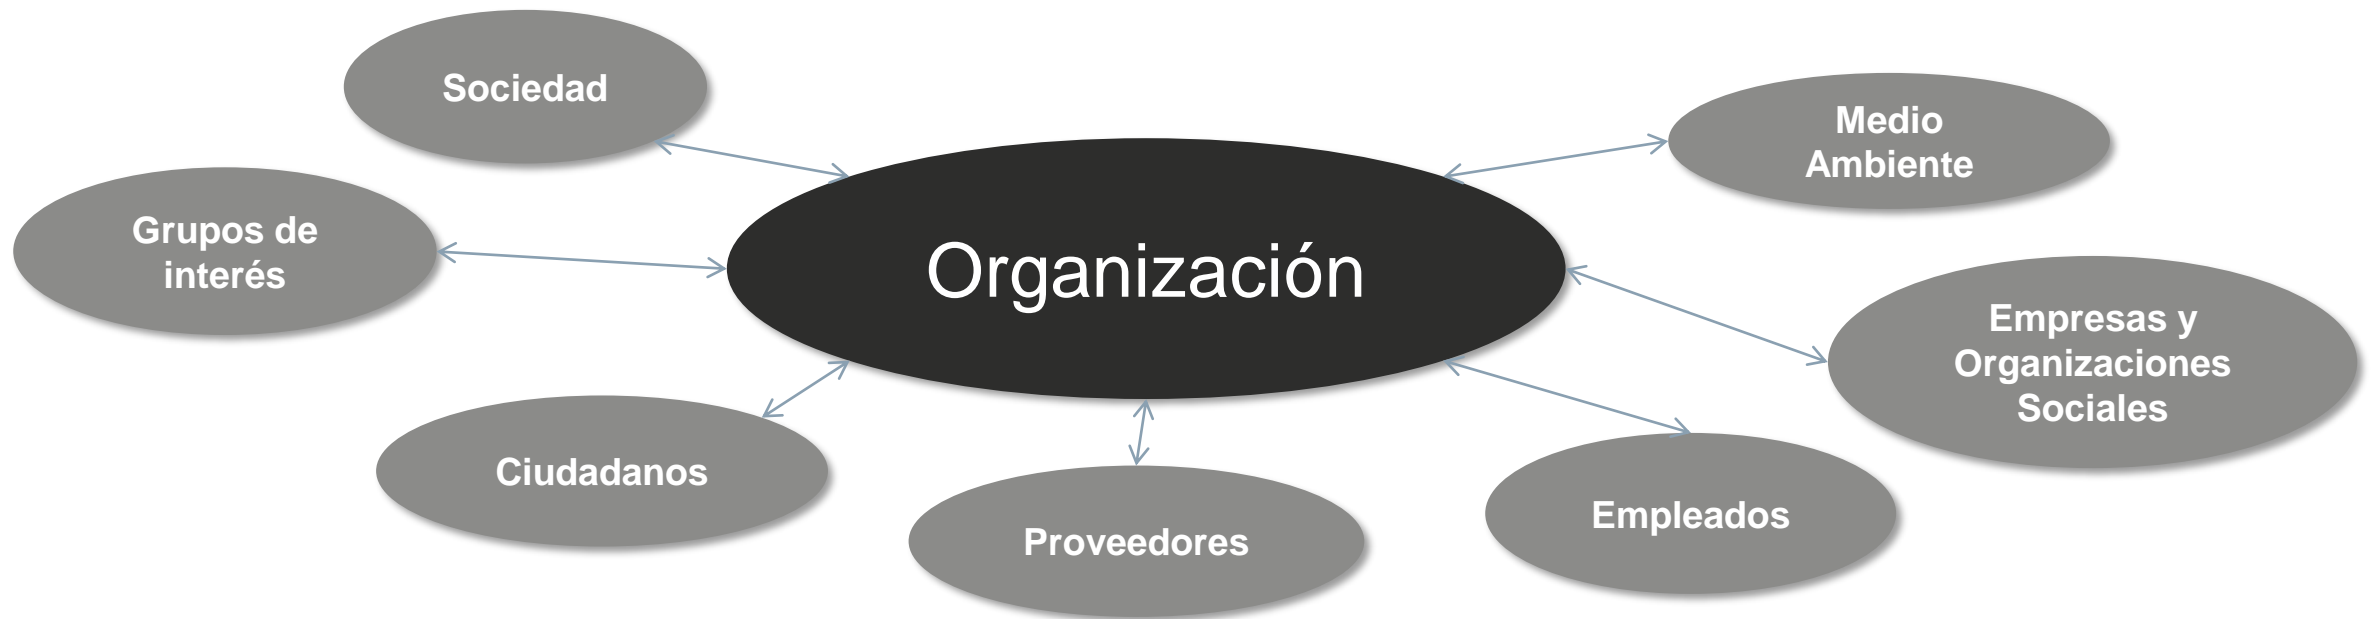 Sociedad
Medio
Ambiente
Grupos de
interés
Organización
Empresas y
Organizaciones
Sociales
Ciudadanos
Proveedores
Empleados